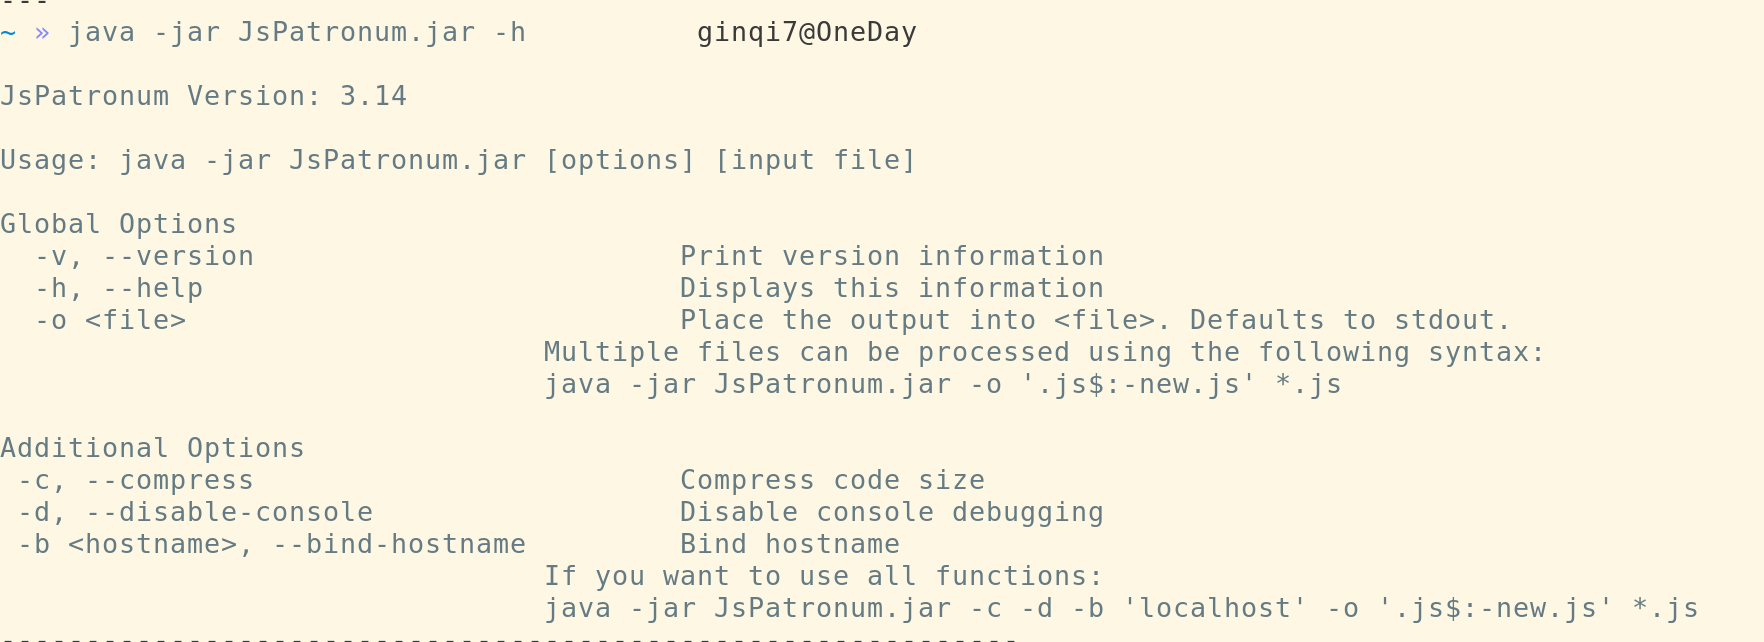 ---
~ » java -jar JsPatronum.jar -h          ginqi7@OneDay
JsPatronum Version: 3.14
Usage: java -jar JsPatronum.jar [options] [input file]
Global Options
  -v, --version                         Print version information
  -h, --help                            Displays this information
  -o <file>                             Place the output into <file>. Defaults to stdout.
                                Multiple files can be processed using the following syntax:
                                java -jar JsPatronum.jar -o '.js$:-new.js' *.js
Additional Options
 -c, --compress                         Compress code size
 -d, --disable-console                  Disable console debugging
 -b <hostname>, --bind-hostname         Bind hostname
                                If you want to use all functions:
                                java -jar JsPatronum.jar -c -d -b 'localhost' -o '.js$:-new.js' *.js
------------------------------------------------------------